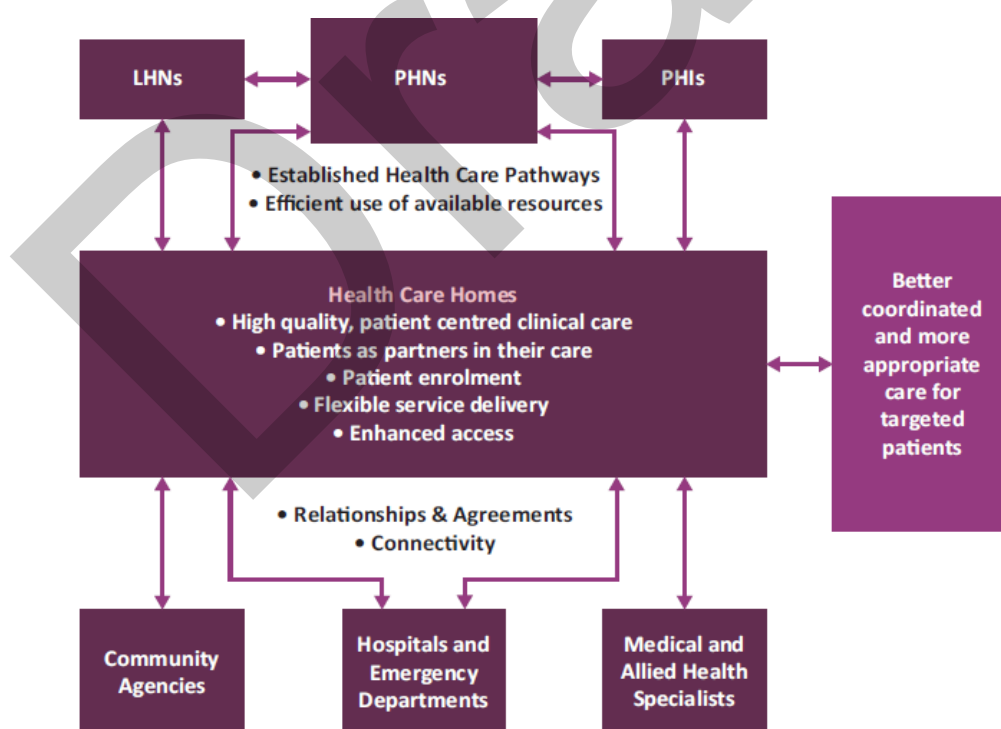 LHNs
PHNs
PHIs
• Established Health Care Pathways
• Efficient use of available resources
Health Care Homes
• High quality, patient centred clinical care
• Patients as partners in their care
• Patient enrolment
• Flexible service delivery
• Enhanced access
Better
coordinated
and more
appropriate
care for
targeted
patients
• Relationships & Agreements
• Connectivity
Community
Agencies
Hospitals and
Emergency
Departments
Medical and
Allied Health
Specialists